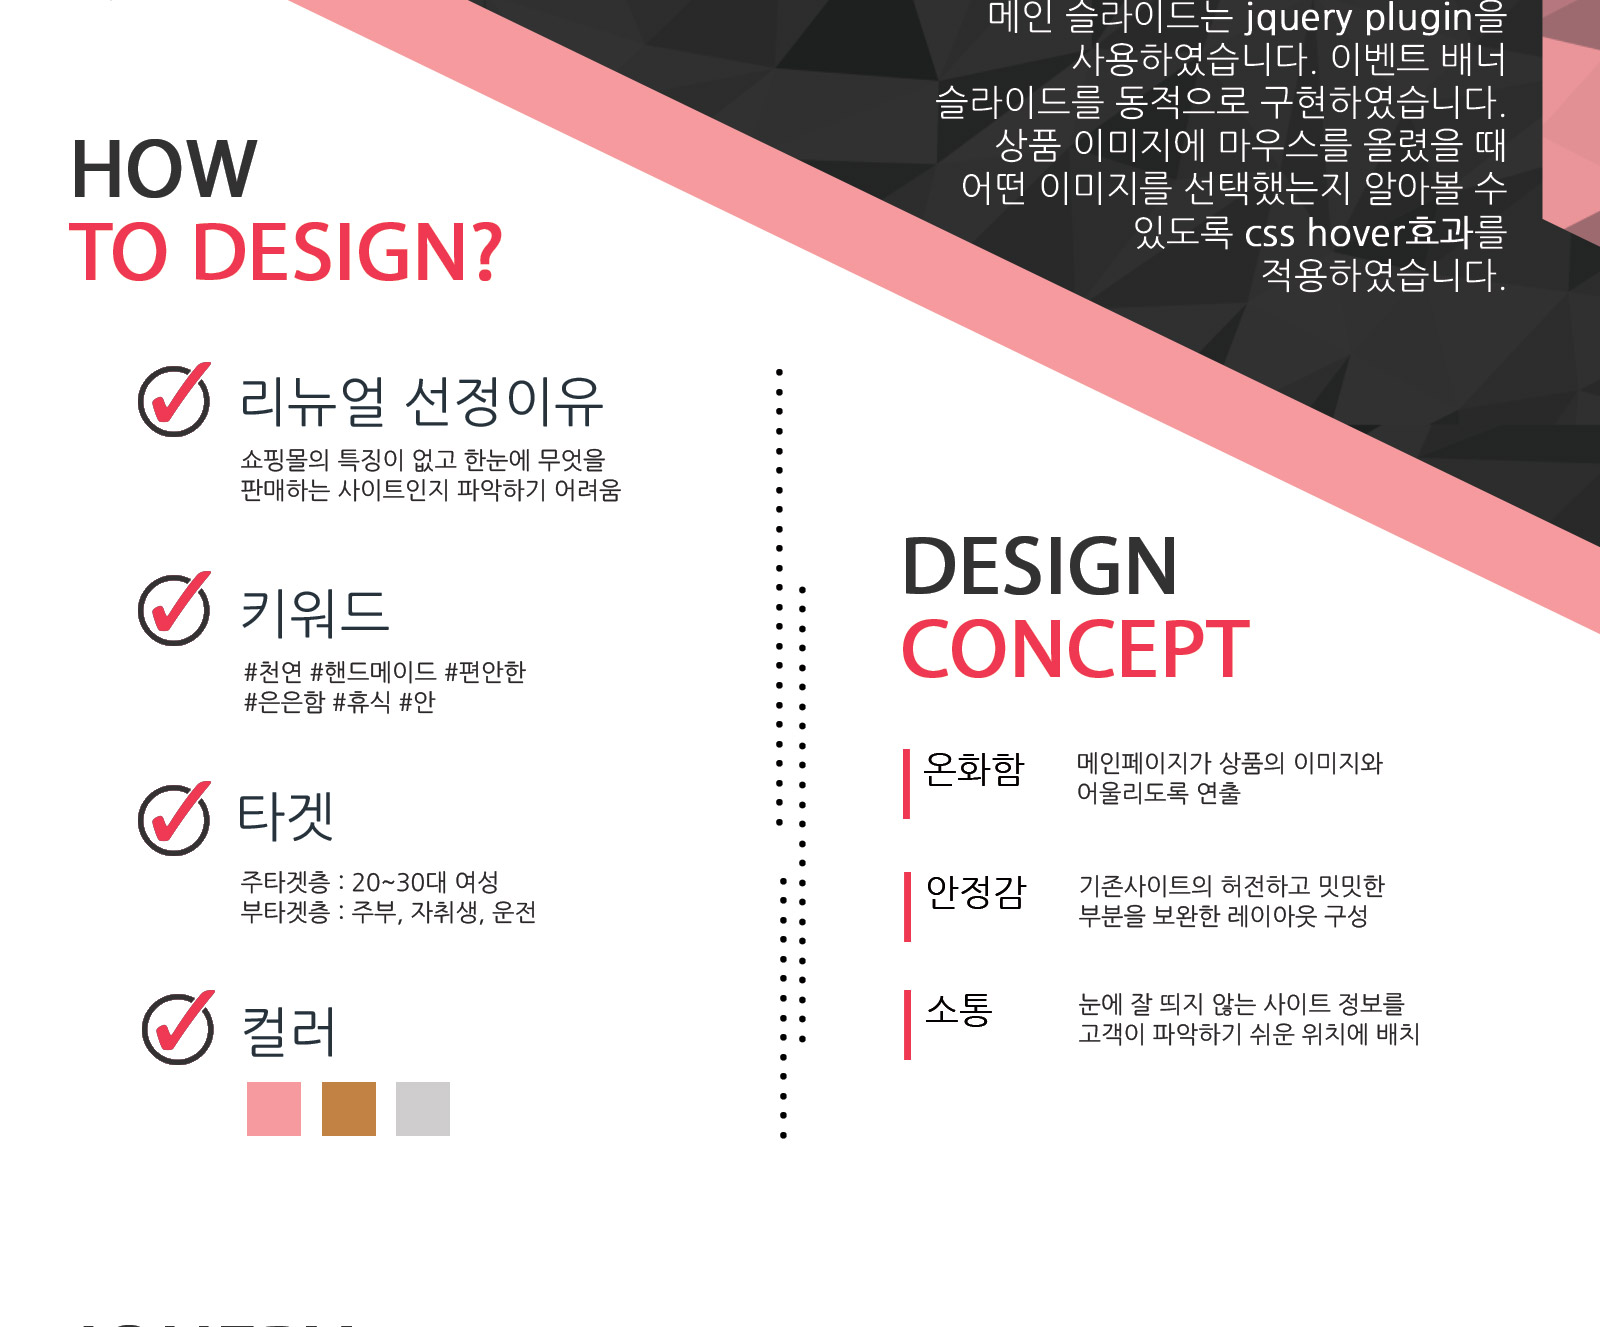 메인 슬라이드는 jquery plugin을
사용하였습니다. 이벤트 배너
슬라이드를 동적으로 구현하였습니다.
상품 이미지에 마우스를 올렸을 때
어떤 이미지를 선택했는지 알아볼 수
있도록 css hover효과를
적용하였습니다.
HOW
TO DESIGN?
리뉴얼 선정이유
쇼핑몰의 특징이 없고 한눈에 무엇을
판매하는 사이트인지 파악하기 어려움
키워드
#천연 #핸드메이드 #편안한
#은은함 #휴식 #안
타겟
주타겟층 : 20~30대 여성
부타겟층 : 주부, 자취생, 운전
컬러
DESIGN
CONCEPT
온화함
메인페이지가 상품의 이미지와
어울리도록 연출
안정감
기존사이트의 허전하고 밋밋한
부분을 보완한 레이아웃 구성
소통
눈에 잘 띄지 않는 사이트 정보를
고객이 파악하기 쉬운 위치에 배치